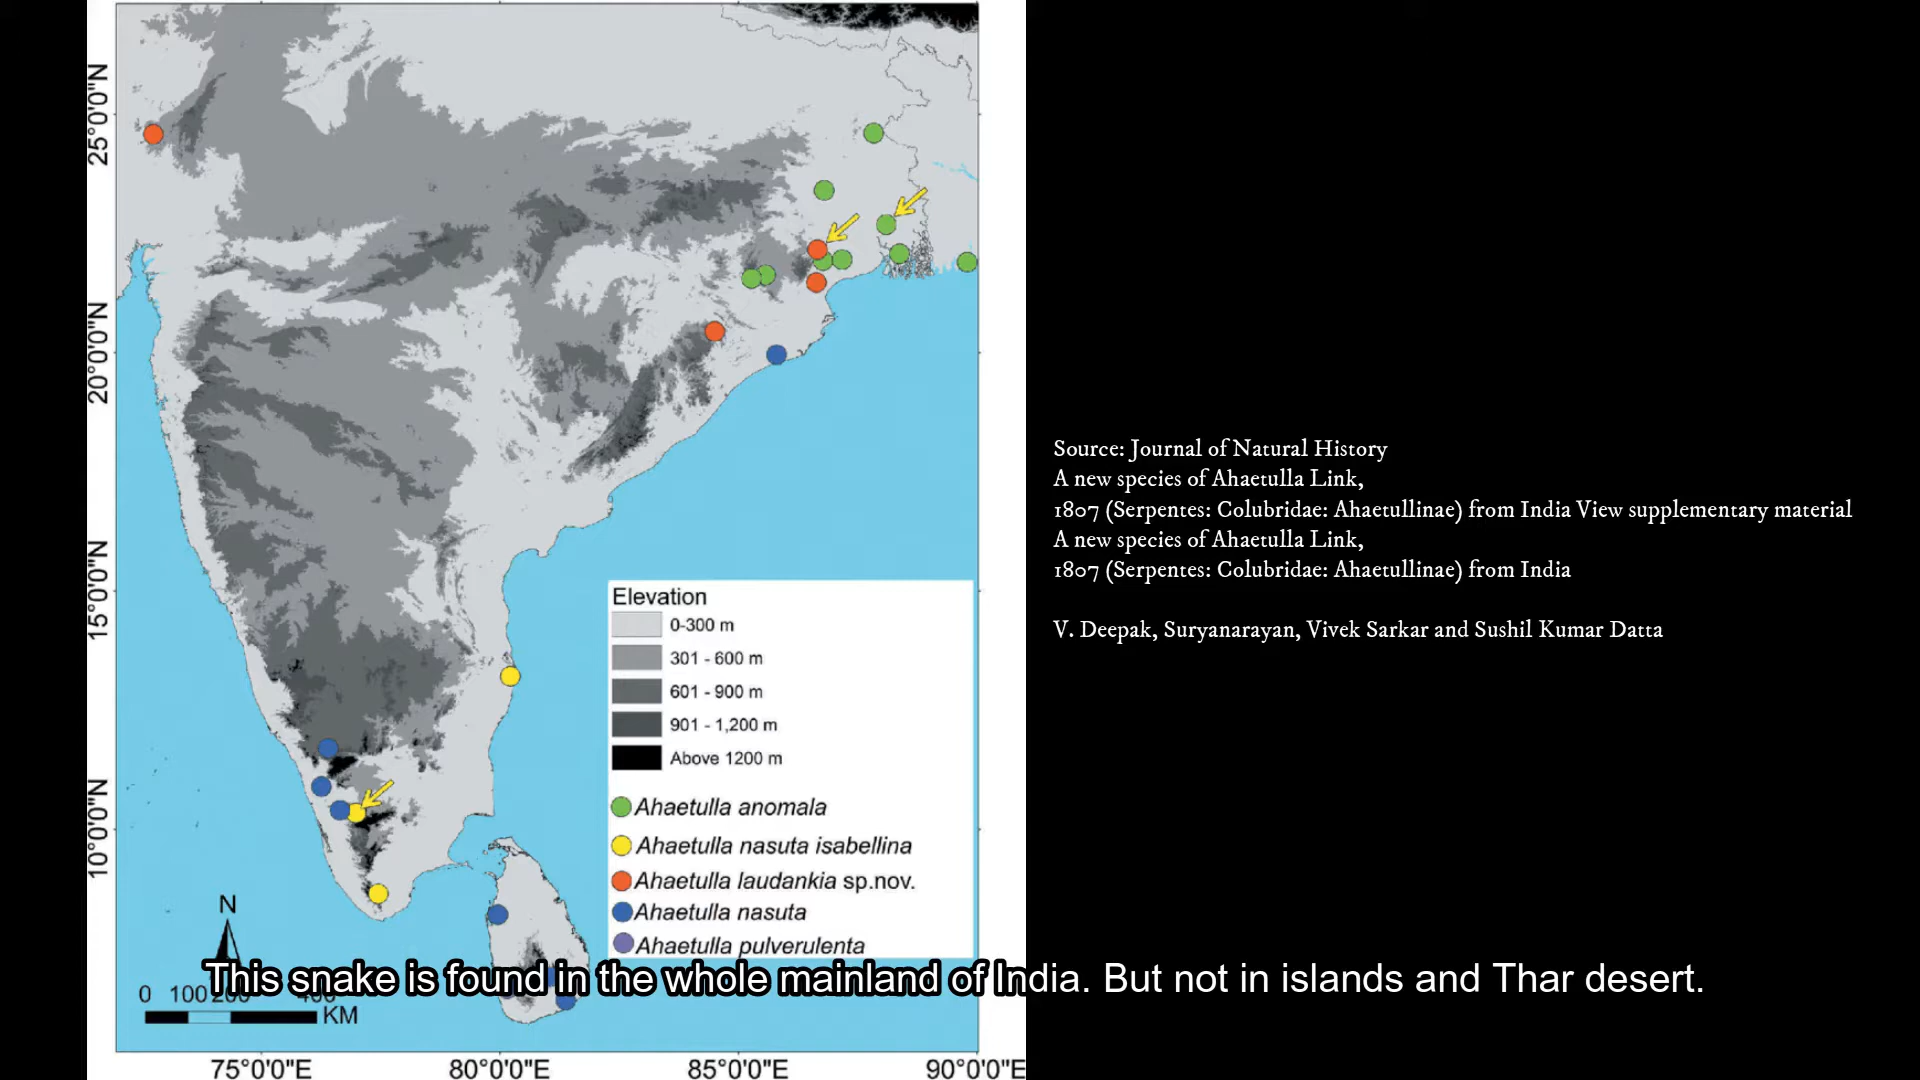 25°0'0"N
20°0'0"N
15°0'0"N
10°0'0"N
Elevation
0-300 m
301 - 600 m
601 - 900 m
901 - 1,200 m
Above 1200 m
Ahaetulla anomala
Ahaetulla nasuta isabellina
Ahaetulla laudankia sp.nov.
Ahaetulla nasuta
Ahaetulla pulverulenta
N
0 100 200 400
KM
75°0'0"E 80°0'0"E 85°0'0"E 90°0'0"E
Source: Journal of Natural History
A new species of Ahaetulla Link,
1807 (Serpentes: Colubridae: Ahaetullinae) from India View supplementary material
A new species of Ahaetulla Link,
1807 (Serpentes: Colubridae: Ahaetullinae) from India
V. Deepak, Suryanarayan, Vivek Sarkar and Sushil Kumar Datta
This snake is found in the whole mainland of India. But not in islands and Thar desert.